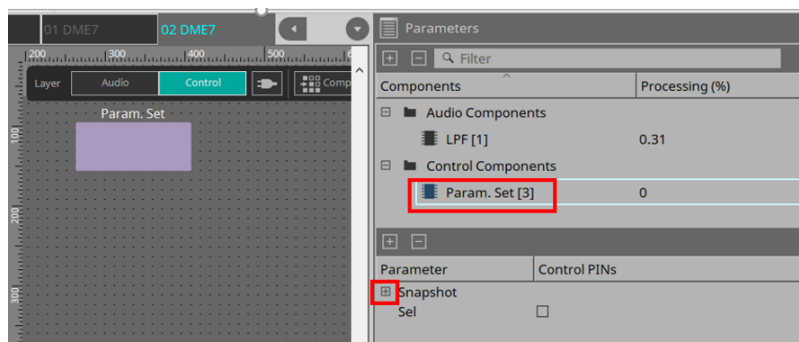 01 DME7
02 DME7
Parameters
200 300 400 500
Filter
Layer Audio Control Comp
Components Processing (%)
Param. Set
Audio Components
100
LPF [1] 0.31
Control Components
Param. Set [3] 0
200
Parameter Control PINs
Snapshot
300
Sel